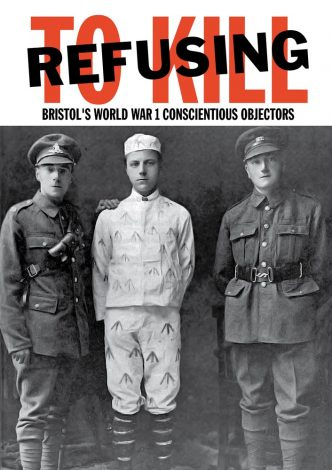 REFUSING
TO KILL
BRISTOL'S WORLD WAR 1 CONSCIENTIOUS OBJECTORS